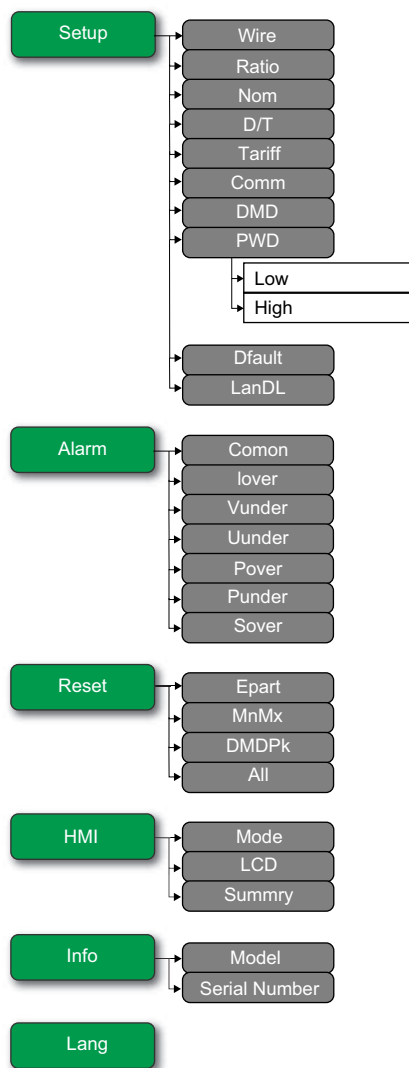 Setup
Wire
Ratio
Nom
D/T
Tariff
Comm
DMD
PWD
Low
High
Dfault
LanDL
Alarm
Comon
Iover
Vunder
Uunder
Pover
Punder
Sover
Reset
Epart
MnMx
DMDPk
All
HMI
Mode
LCD
Summry
Info
Model
Serial Number
Lang